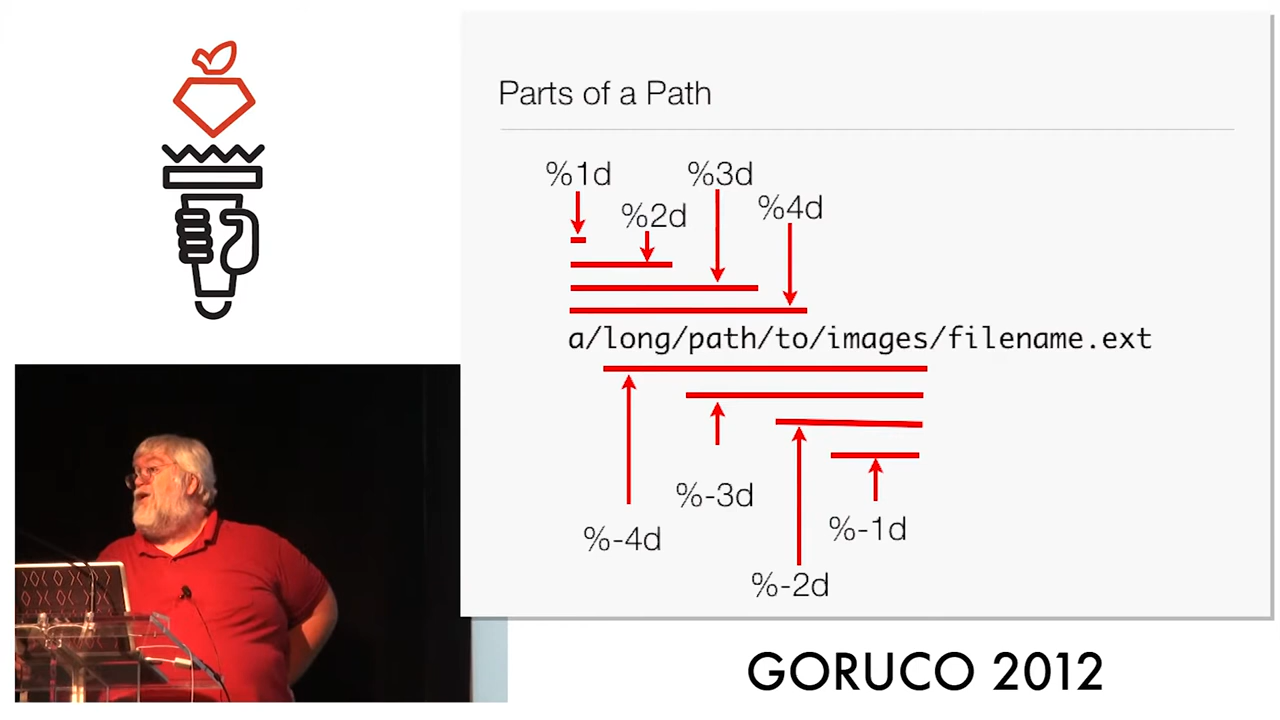 Parts of a Path
%1d
%3d
%2d
%4d
a/long/path/to/images/filename.ext
%-3d
%-1d
%-4d
%-2d
GORUCO 2012